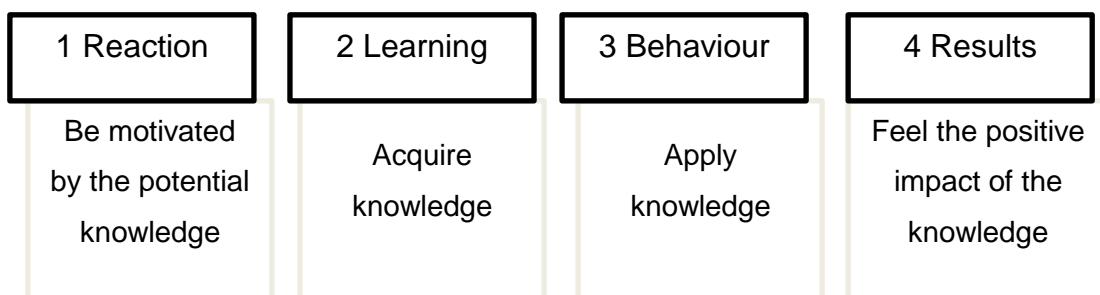 1 Reaction
Be motivated
by the potential
knowledge
2 Learning
Acquire
knowledge
3 Behaviour
Apply
knowledge
4 Results
Feel the positive
impact of the
knowledge